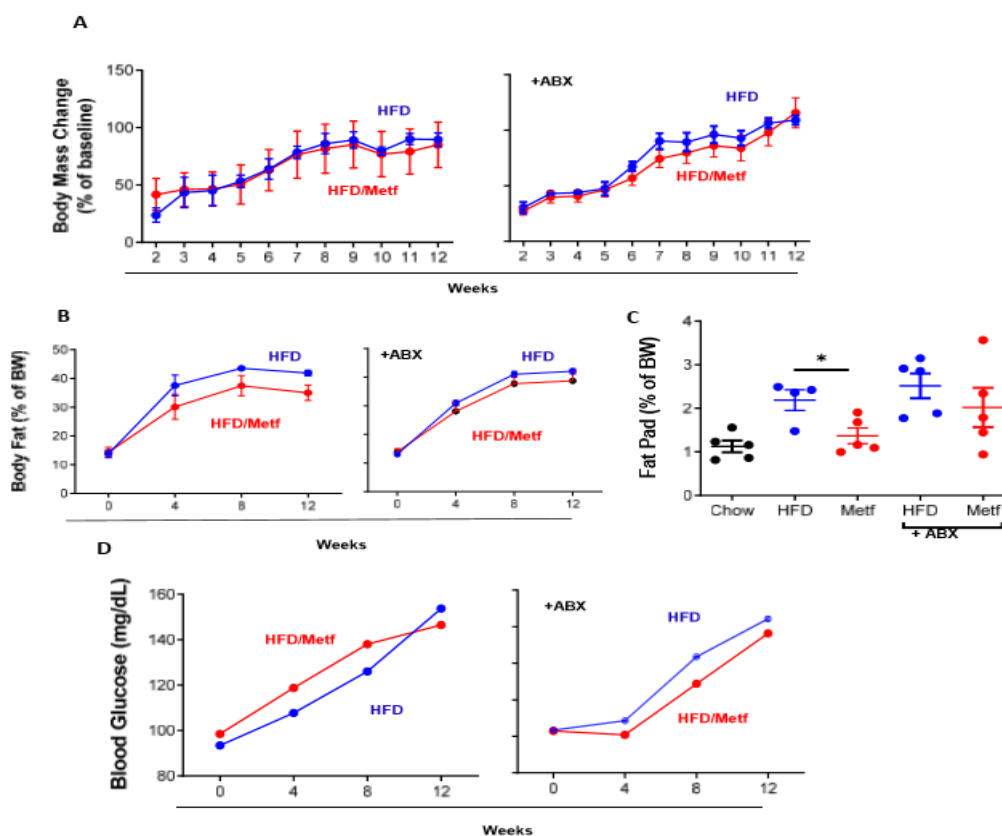 A
Body Mass Change
(% of baseline)
150
100
50
0
HFD
HFD/Metf
2 3 4 5 6 7 8 9 10 11 12
+ABX
HFD
HFD/Metf
2 3 4 5 6 7 8 9 10 11 12
Weeks
B
Body Fat (% of BW)
50
40
30
20
10
0
HFD
HFD/Metf
0 4 8 12
+ABX
HFD
HFD/Metf
0 4 8 12
Weeks
C
Fat Pad (% of BW)
4
3
2
1
0
*
Chow HFD Metf HFD Metf
+ ABX
D
Blood Glucose (mg/dL)
160
140
120
100
80
HFD/Metf
HFD
0 4 8 12
+ABX
HFD
HFD/Metf
0 4 8 12
Weeks